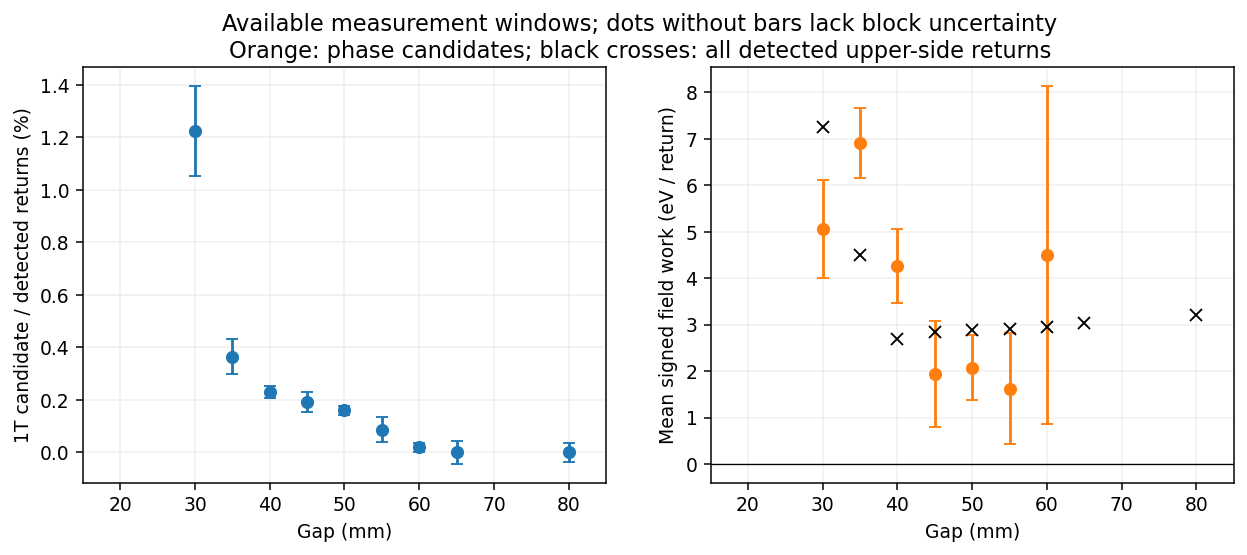 Available measurement windows; dots without bars lack block uncertainty
Orange: phase candidates; black crosses: all detected upper-side returns
1T candidate / detected returns (%)
1.4
1.2
1.0
0.8
0.6
0.4
0.2
0.0
20 30 40 50 60 70 80
Gap (mm)
Mean signed field work (eV / return)
8
7
6
5
4
3
2
1
0
20 30 40 50 60 70 80
Gap (mm)